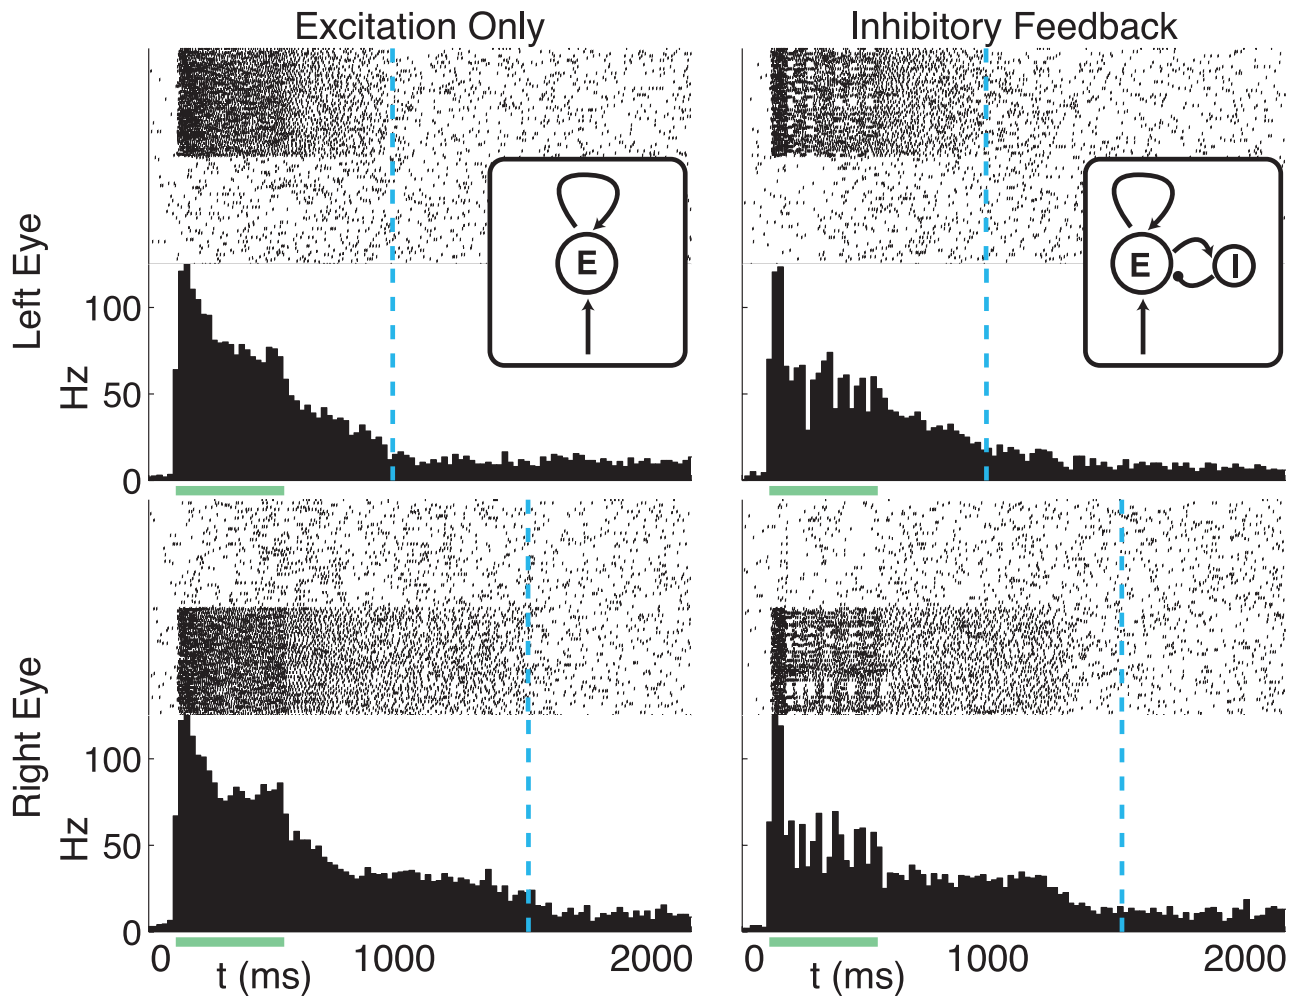 Excitation Only
Inhibitory Feedback
Left Eye
Hz
100
50
0
E
E
I
Right Eye
Hz
100
50
0
0
1000
2000
t (ms)
0
1000
2000
t (ms)